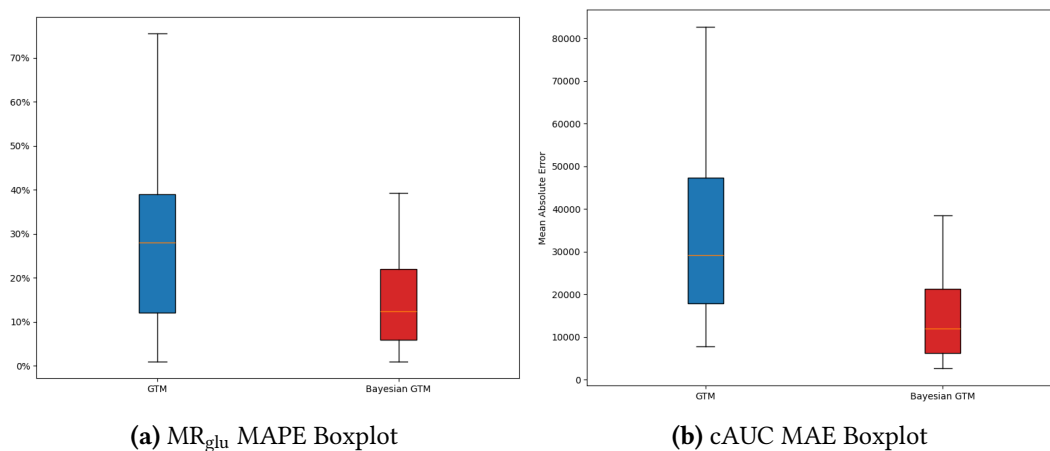 70%
60%
50%
40%
30%
20%
10%
0%
GTM
Bayesian GTM
(a) MRglu MAPE Boxplot
Mean Absolute Error
80000
70000
60000
50000
40000
30000
20000
10000
0
GTM
Bayesian GTM
(b) cAUC MAE Boxplot